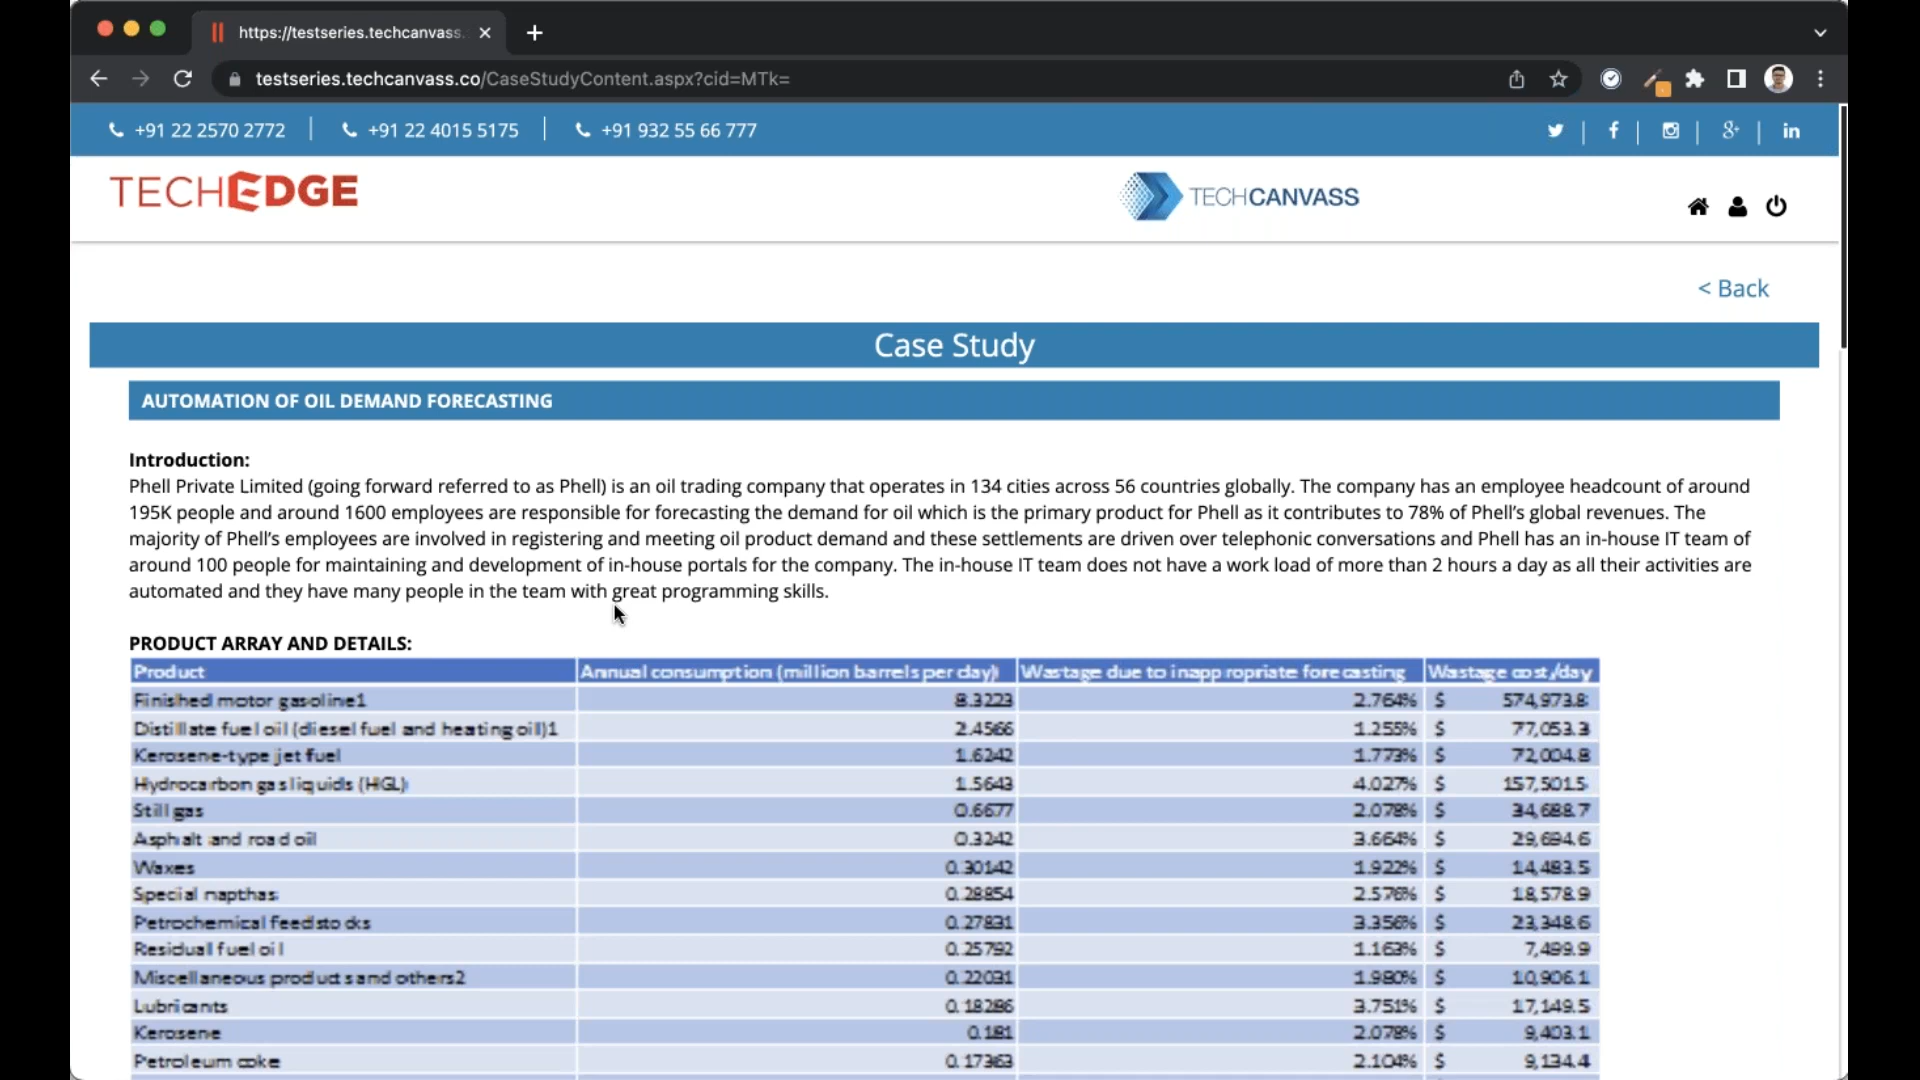 https://testseries.techcanvass.
testseries.techcanvass.co/CaseStudyContent.aspx?cid=MTk=
+91 22 2570 2772 | +91 22 4015 5175 | +91 932 55 66 777
TECHEDGE
TECHCANVASS
< Back
Case Study
AUTOMATION OF OIL DEMAND FORECASTING
Introduction:
Phell Private Limited (going forward referred to as Phell) is an oil trading company that operates in 134 cities across 56 countries globally. The company has an employee headcount of around
195K people and around 1600 employees are responsible for forecasting the demand for oil which is the primary product for Phell as it contributes to 78% of Phell’s global revenues. The
majority of Phell’s employees are involved in registering and meeting oil product demand and these settlements are driven over telephonic conversations and Phell has an in-house IT team of
around 100 people for maintaining and development of in-house portals for the company. The in-house IT team does not have a work load of more than 2 hours a day as all their activities are
automated and they have many people in the team with great programming skills.
PRODUCT ARRAY AND DETAILS:
Product Annual consumption (million barrels per day) Wastage due to inappropriate forecasting Wastage cost/day
Finished motor gasoline1 8.3223 2.764% $ 574,973.8
Distillate fuel oil (diesel fuel and heating oil)1 2.4566 1.255% $ 77,053.3
Kerosene-type jet fuel 1.6242 1.773% $ 72,004.8
Hydrocarbon gas liquids (HGL) 1.5643 4.027% $ 157,501.5
Still gas 0.6677 2.078% $ 34,688.7
Asphalt and road oil 0.3242 3.664% $ 29,694.6
Waxes 0.30142 1.922% $ 14,483.5
Special napthas 0.28854 2.576% $ 18,578.9
Petrochemical feedstocks 0.27831 3.356% $ 23,348.6
Residual fuel oil 0.25792 1.163% $ 7,499.9
Miscellaneous products and others2 0.22031 1.980% $ 10,906.1
Lubricants 0.18286 3.751% $ 17,149.5
Kerosene 0.181 2.078% $ 9,403.1
Petroleum coke 0.17363 2.104% $ 9,134.4